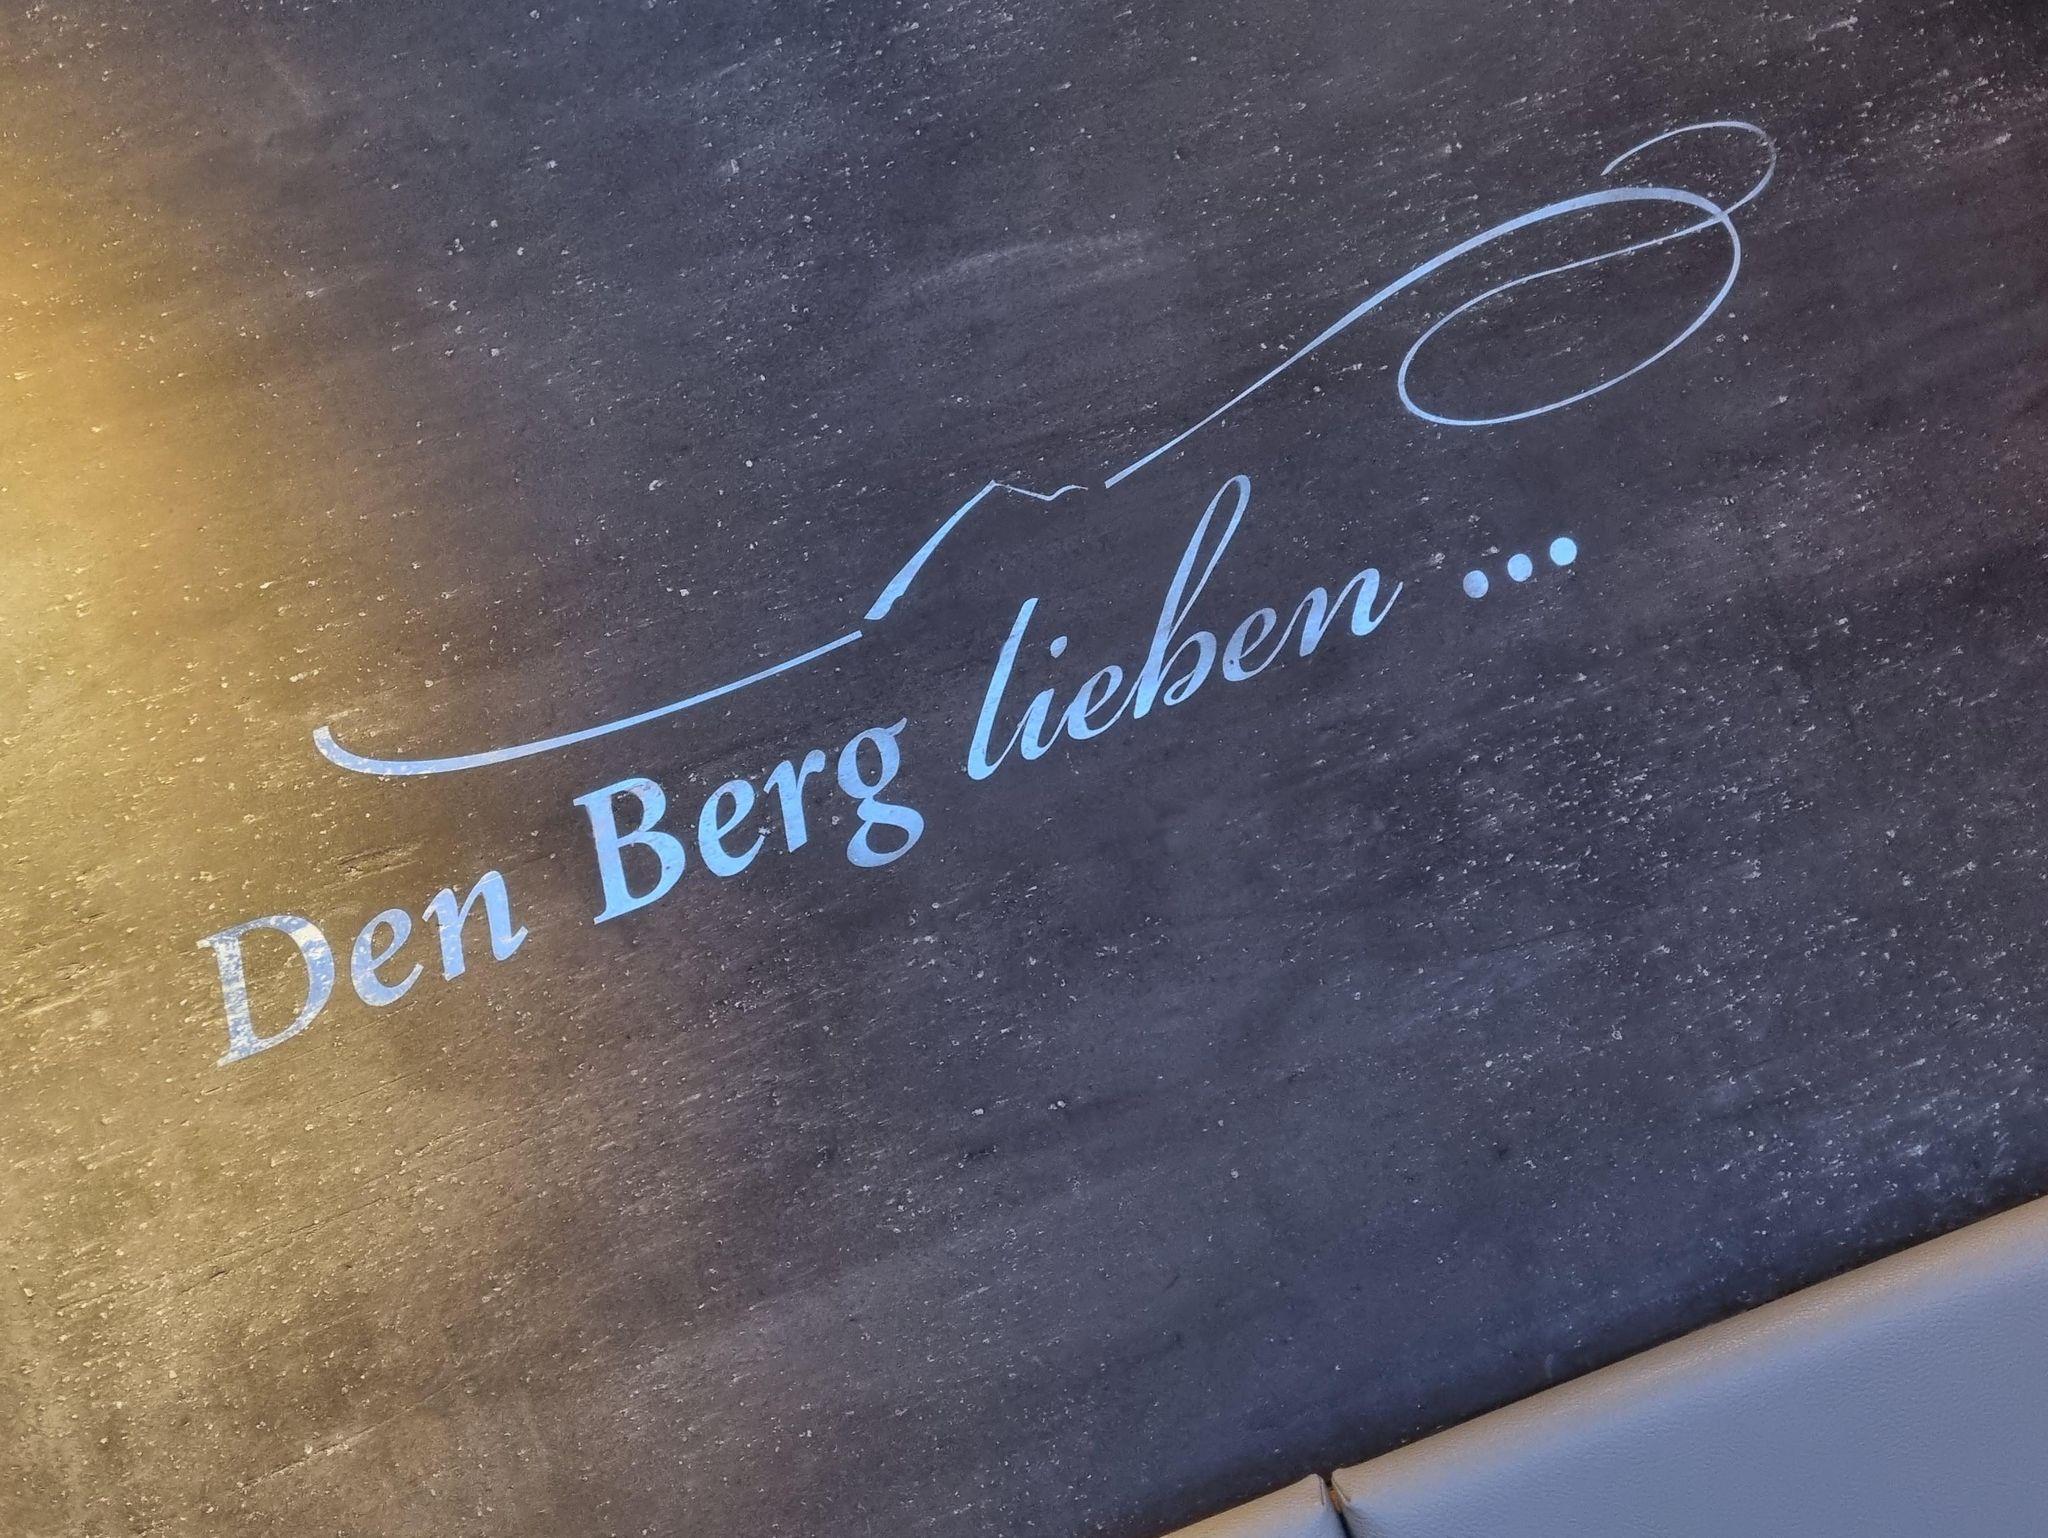 Den Berg lieben ...